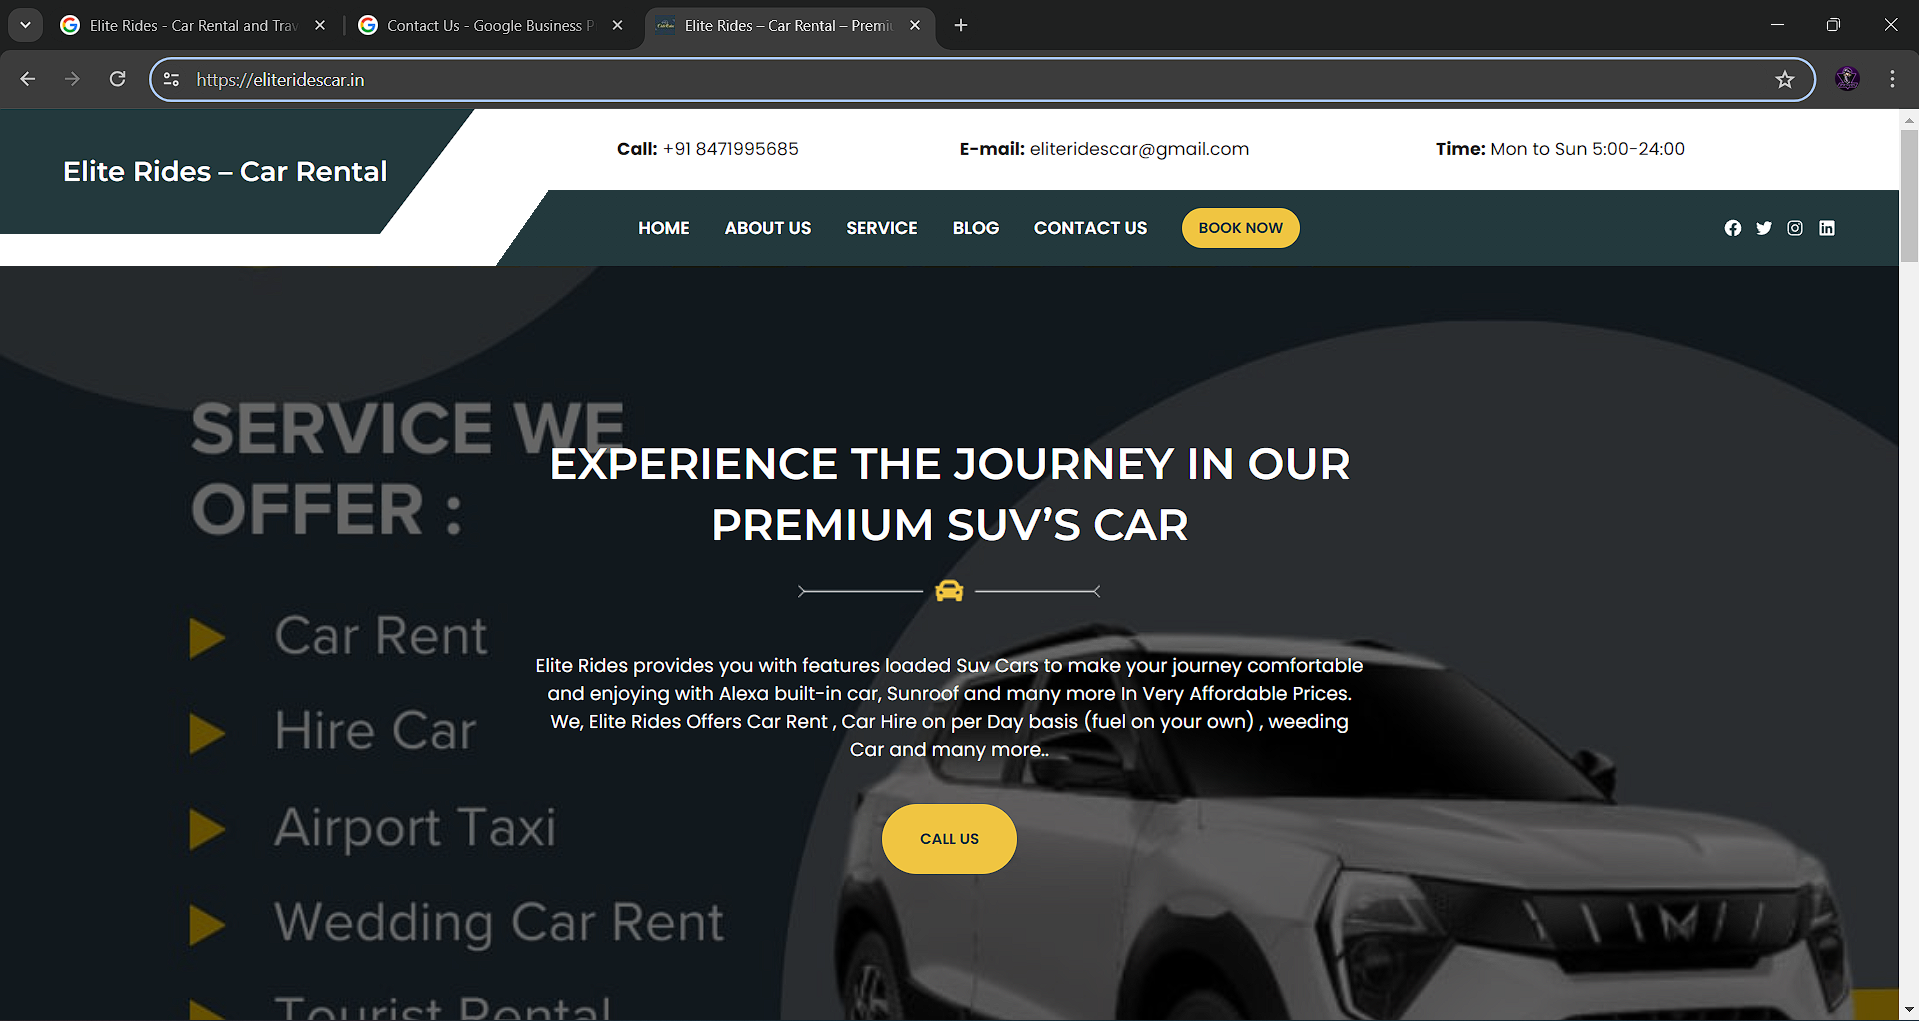 Elite Rides - Car Rental and Trav
Contact Us - Google Business P
Elite Rides – Car Rental – Premi
https://eliteridescar.in
Elite Rides – Car Rental
Call: +91 8471995685
E-mail: eliteridescar@gmail.com
Time: Mon to Sun 5:00-24:00
HOME
ABOUT US
SERVICE
BLOG
CONTACT US
BOOK NOW
SERVICE WE
OFFER :
EXPERIENCE THE JOURNEY IN OUR
PREMIUM SUV’S CAR
Elite Rides provides you with features loaded Suv Cars to make your journey comfortable
and enjoying with Alexa built-in car, Sunroof and many more In Very Affordable Prices.
We, Elite Rides Offers Car Rent , Car Hire on per Day basis (fuel on your own) , weeding
Car and many more..
CALL US
Car Rent
Hire Car
Airport Taxi
Wedding Car Rent
Tourist Rental